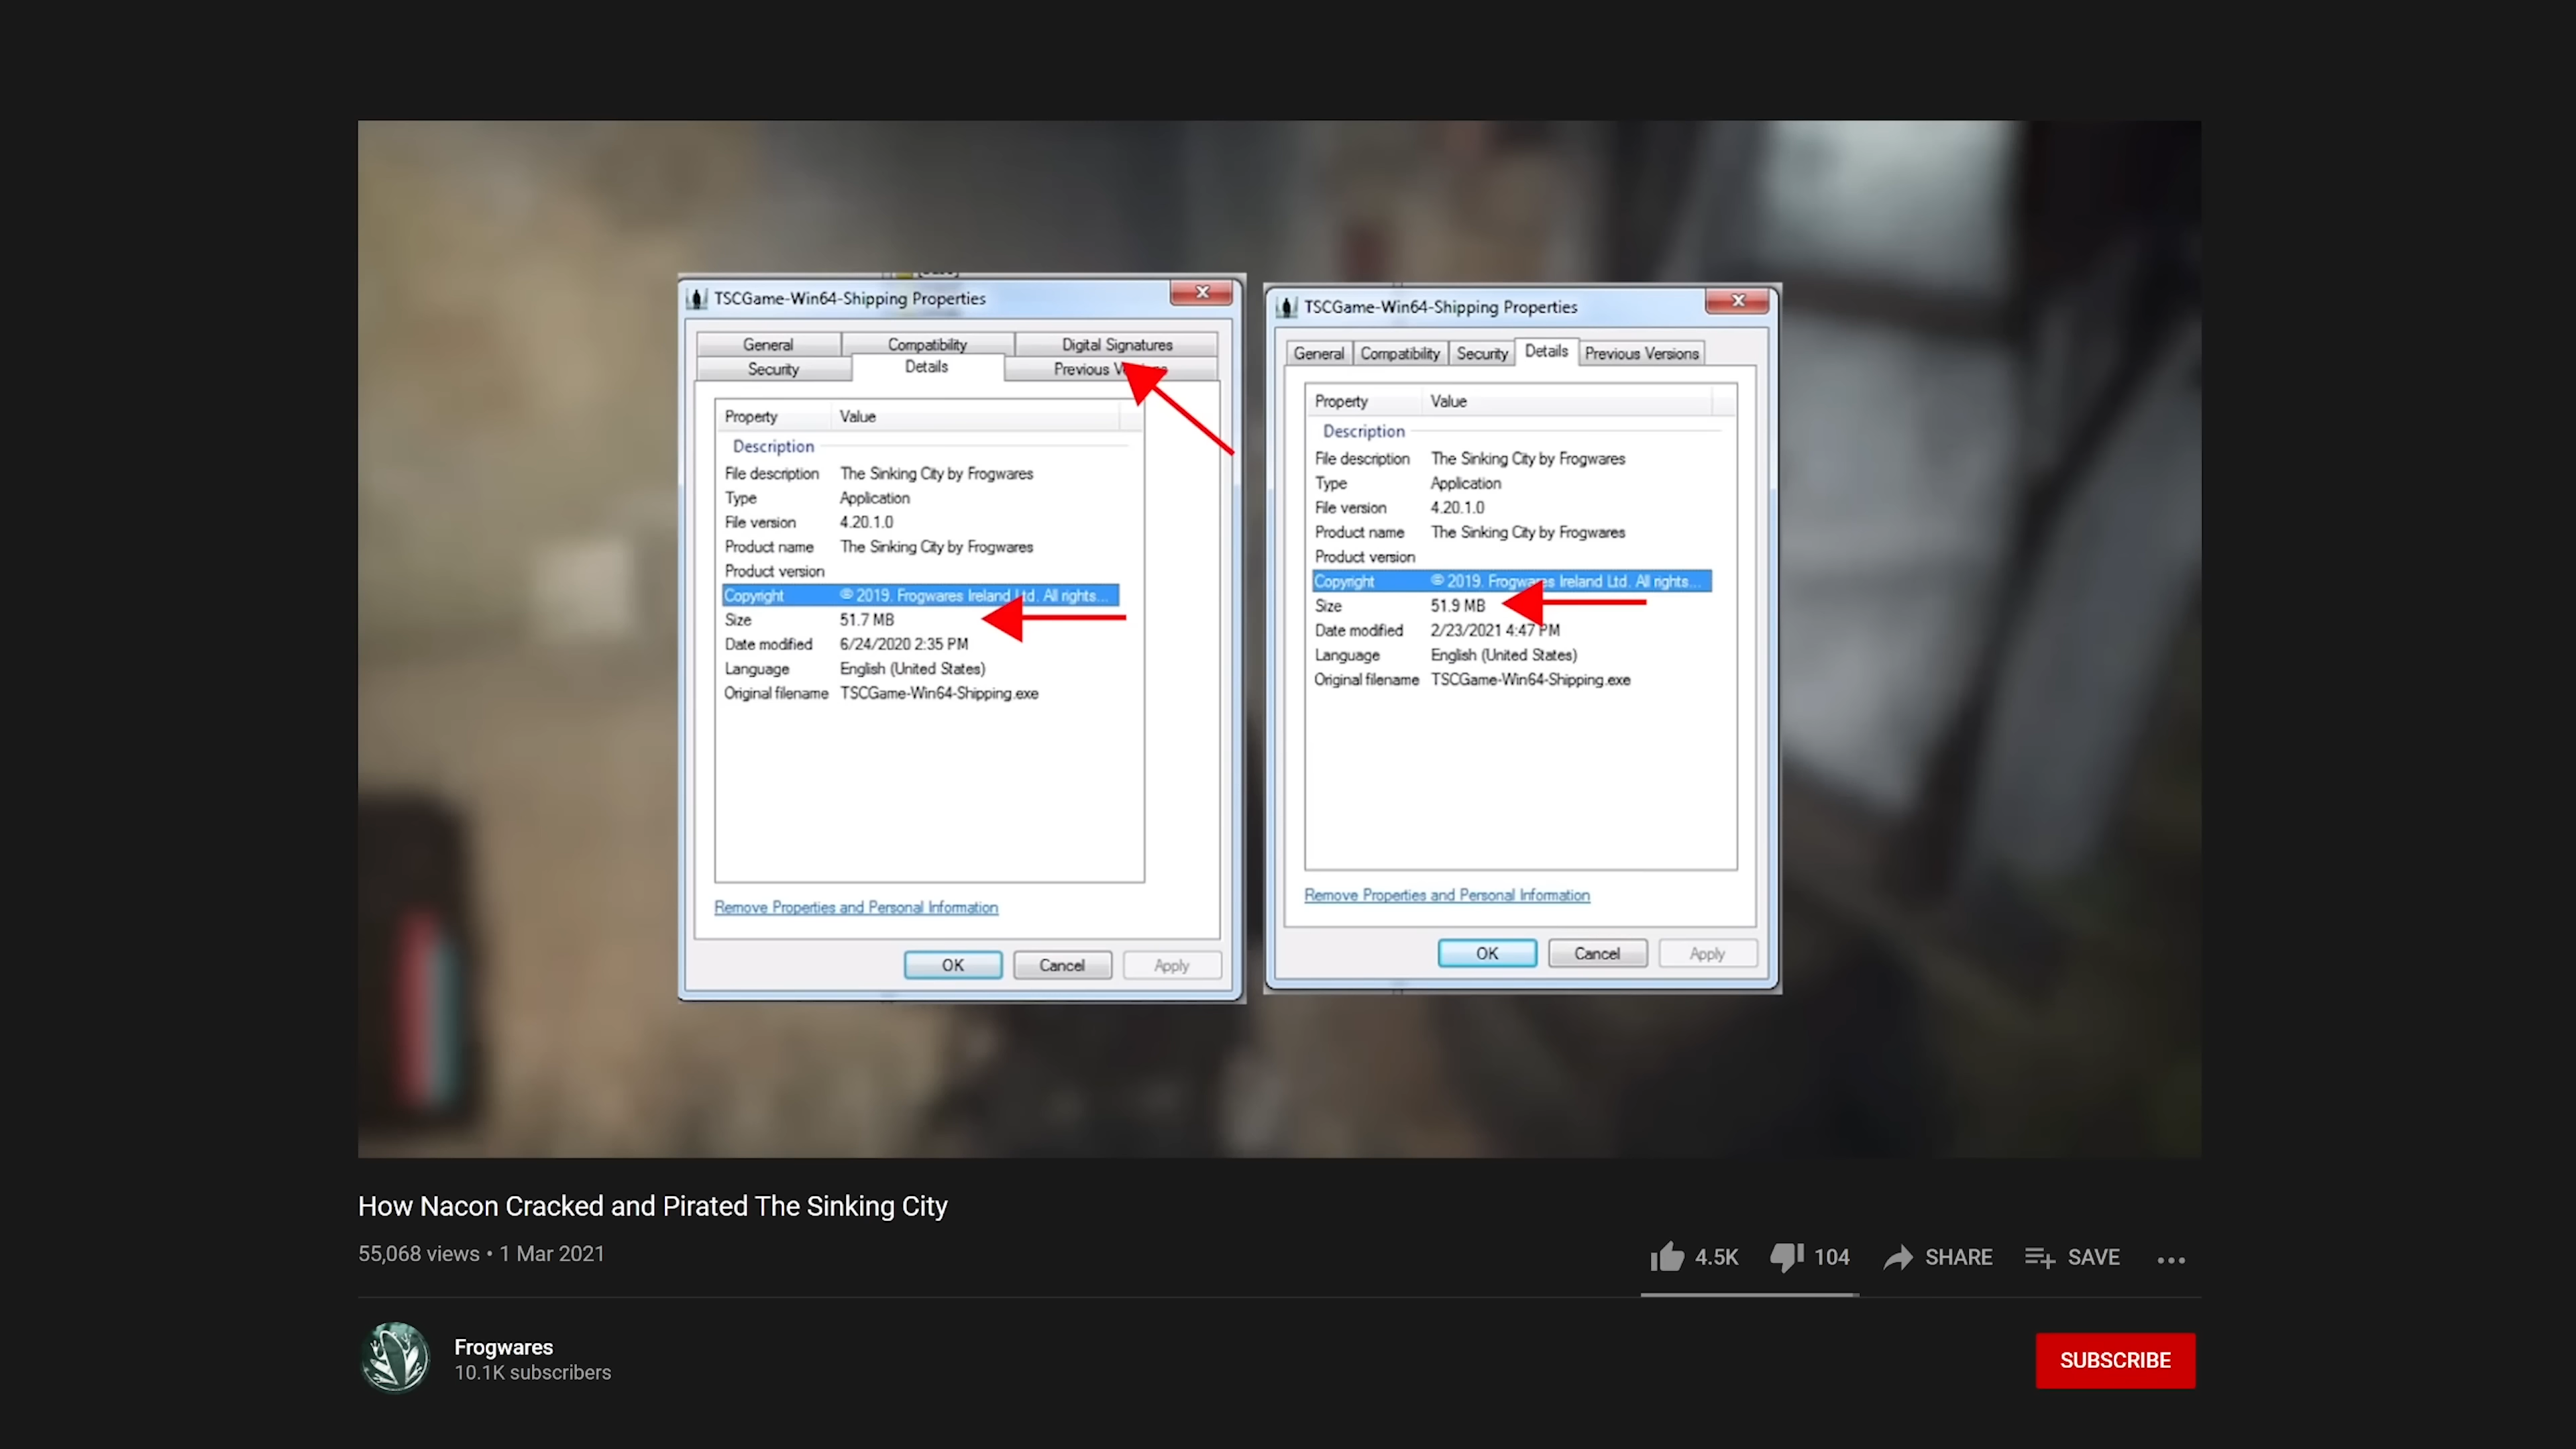 TSCGame-Win64-Shipping Properties
General Compatibility Digital Signatures
Security Details Previous
Property Value
Description
File description The Sinking City by Frogwares
Type Application
File version 4.20.1.0
Product name The Sinking City by Frogwares
Product version
Copyright © 2019. Frogwares Ireland Ltd. All rights...
Size 51.7 MB
Date modified 6/24/2020 2:35 PM
Language English (United States)
Original filename TSCGame-Win64-Shipping.exe
Remove Properties and Personal Information
OK Cancel Apply
TSCGame-Win64-Shipping Properties
General Compatibility Security Details Previous Versions
Property Value
Description
File description The Sinking City by Frogwares
Type Application
File version 4.20.1.0
Product name The Sinking City by Frogwares
Product version
Copyright © 2019. Frogwares Ireland Ltd. All rights...
Size 51.9 MB
Date modified 2/23/2021 4:47 PM
Language English (United States)
Original filename TSCGame-Win64-Shipping.exe
Remove Properties and Personal Information
OK Cancel Apply
How Nacon Cracked and Pirated The Sinking City
55,068 views • 1 Mar 2021
4.5K 104 SHARE SAVE ...
Frogwares
10.1K subscribers
SUBSCRIBE